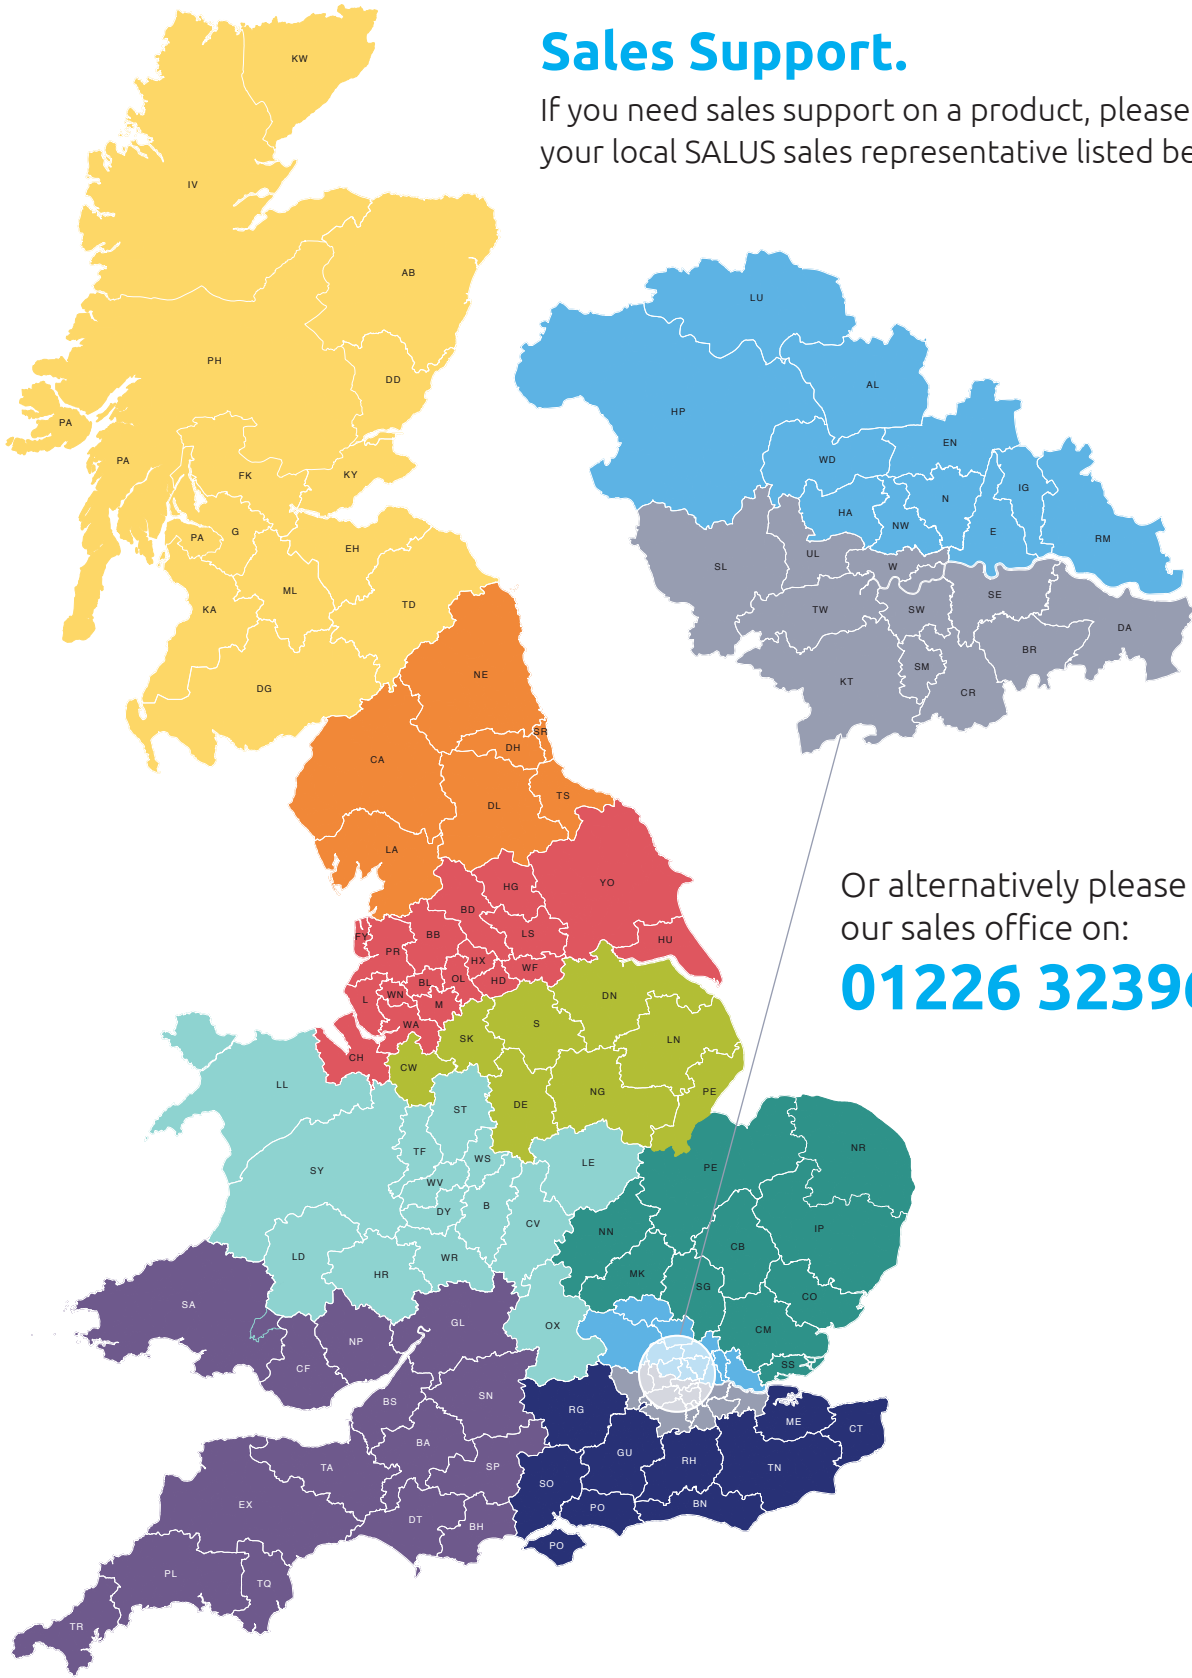 Sales Support.
If you need sales support on a product, please
your local SALUS sales representative listed be
KW
IV
AB
PH
DD
PA
PA
FK
KY
PA
G
EH
ML
KA
TD
DG
LU
AL
HP
EN
WD
IG
N
HA
NW
E
RM
UL
SL
W
SE
TW
SW
DA
BR
SM
KT
CR
NE
SR
CA
DH
DL
TS
LA
Or alternatively please
our sales office on:
01226 3239
YO
HG
BD
LS
BB
FY
HU
PR
HX
WF
OL
BL
HD
WN
L
M
WA
CH
DN
S
SK
LN
CW
NG
PE
DE
LL
ST
TF
WS
LE
SY
WV
B
DY
CV
LD
WR
HR
OX
NR
PE
NN
IP
CB
MK
SG
CO
CM
SS
SA
GL
NP
CF
BS
SN
BA
TA
SP
EX
DT
BH
PL
TQ
TR
RG
ME
CT
GU
RH
TN
SO
PO
BN
PO